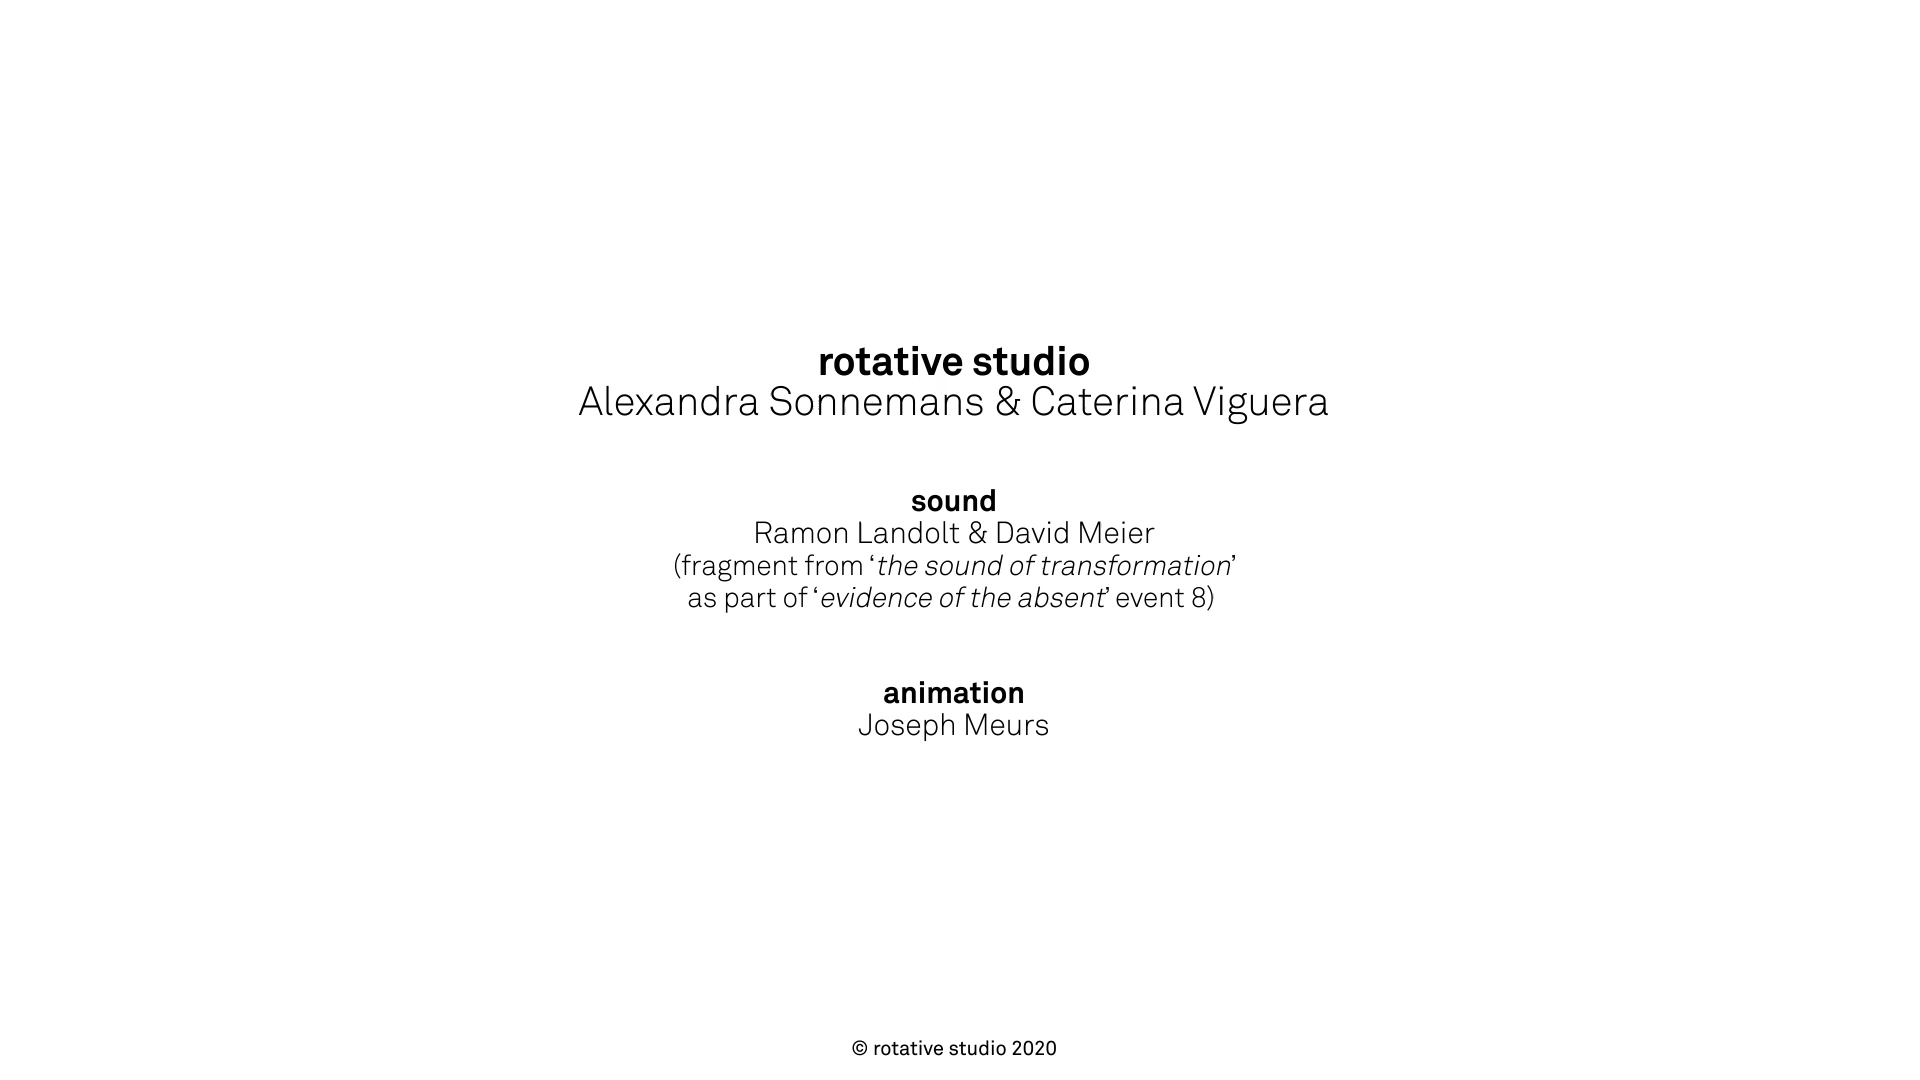 rotative studio
Alexandra Sonnemans & Caterina Viguera
sound
Ramon Landolt & David Meier
(fragment from ‘the sound of transformation’
as part of ‘evidence of the absent’ event 8)
animation
Joseph Meurs
© rotative studio 2020